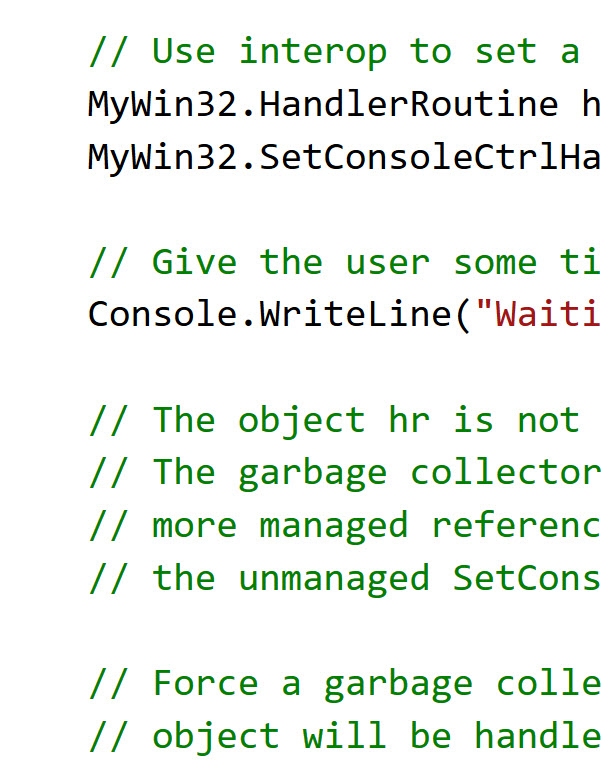 // Use interop to set a
MyWin32.HandlerRoutine h
MyWin32.SetConsoleCtrlHa
// Give the user some ti
Console.WriteLine("Waiti
// The object hr is not
// The garbage collector
// more managed referenc
// the unmanaged SetCons
// Force a garbage colle
// object will be handle